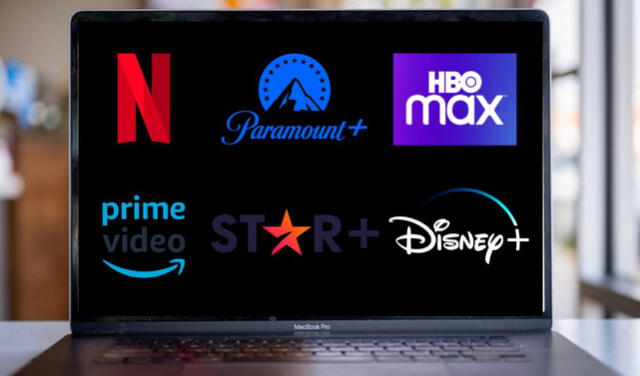 N
Paramount+
HBO
max
prime
video
STAR+
Disney+
MacBook Pro